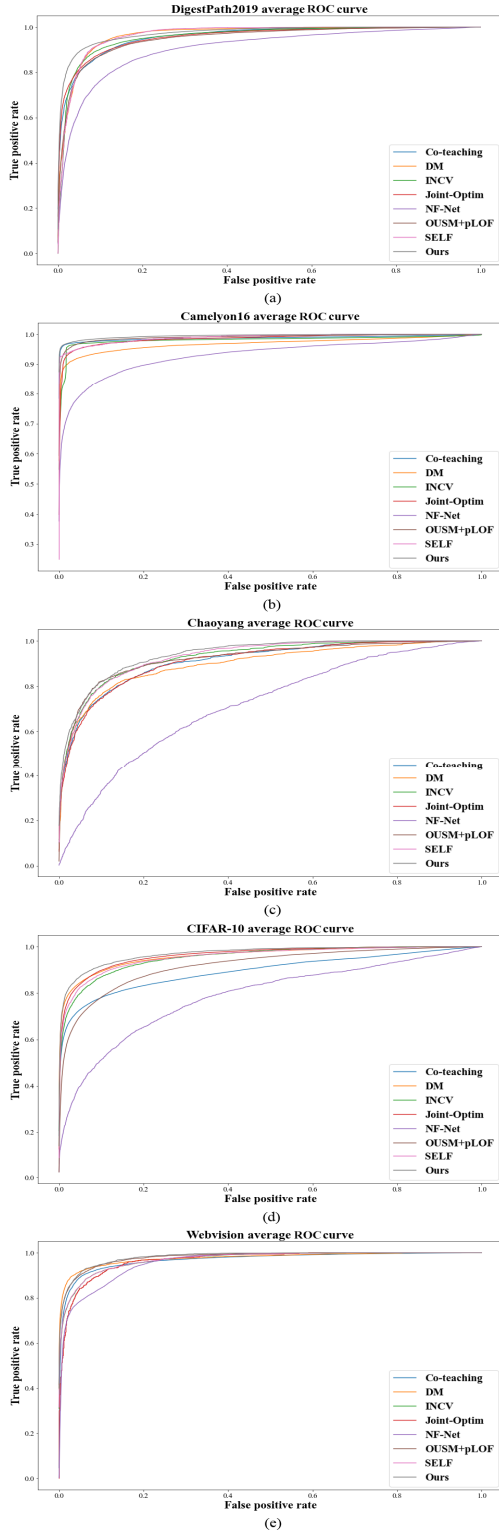 DigestPath2019 average ROC curve
True positive rate
1.0
0.8
0.6
0.4
0.2
0.0
Co-teaching
DM
INCV
Joint-Optim
NF-Net
OUSM+pLOF
SELF
Ours
0.0 0.2 0.4 0.6 0.8 1.0
False positive rate
(a)
Camelyon16 average ROC curve
True positive rate
1.0
0.9
0.8
0.7
0.6
0.5
0.4
0.3
Co-teaching
DM
INCV
Joint-Optim
NF-Net
OUSM+pLOF
SELF
Ours
0.0 0.2 0.4 0.6 0.8 1.0
False positive rate
(b)
Chaoyang average ROC curve
True positive rate
1.0
0.8
0.6
0.4
0.2
0.0
Co-teaching
DM
INCV
Joint-Optim
NF-Net
OUSM+pLOF
SELF
Ours
0.0 0.2 0.4 0.6 0.8 1.0
False positive rate
(c)
CIFAR-10 average ROC curve
True positive rate
1.0
0.8
0.6
0.4
0.2
0.0
Co-teaching
DM
INCV
Joint-Optim
NF-Net
OUSM+pLOF
SELF
Ours
0.0 0.2 0.4 0.6 0.8 1.0
False positive rate
(d)
Webvision average ROC curve
True positive rate
1.0
0.8
0.6
0.4
0.2
0.0
Co-teaching
DM
INCV
Joint-Optim
NF-Net
OUSM+pLOF
SELF
Ours
0.0 0.2 0.4 0.6 0.8 1.0
False positive rate
(e)